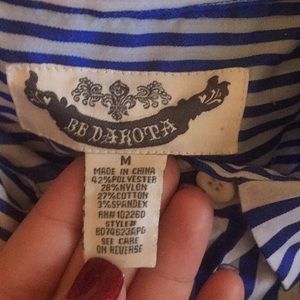 BB DAKOTA
M
MADE IN CHINA
42%POLYESTER
28%NYLON
27%COTTON
3%SPANDEX
RN#102260
STYLE#
BD74623APG
SEE CARE
ON REVERSE